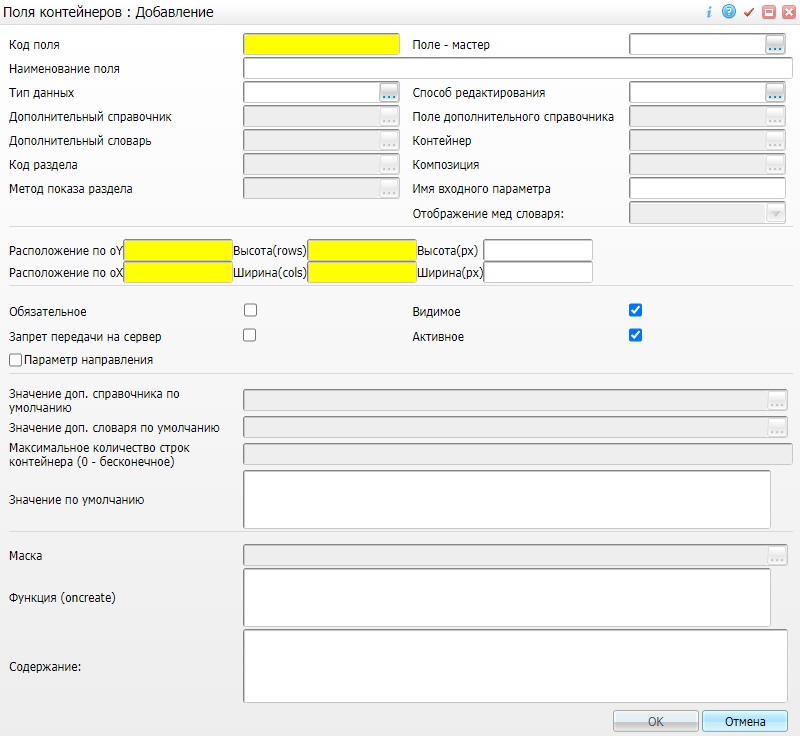 Поля контейнеров : Добавление
Код поля
Поле - мастер
Наименование поля
Тип данных
Способ редактирования
Дополнительный справочник
Поле дополнительного справочника
Дополнительный словарь
Контейнер
Код раздела
Композиция
Метод показа раздела
Имя входного параметра
Отображение мед словаря:
Расположение по oY
Высота(rows)
Высота(px)
Расположение по oX
Ширина(cols)
Ширина(px)
Обязательное
Видимое
Запрет передачи на сервер
Активное
Параметр направления
Значение доп. справочника по
умолчанию
Значение доп. словаря по умолчанию
Максимальное количество строк
контейнера (0 - бесконечное)
Значение по умолчанию
Маска
Функция (oncreate)
Содержание:
OK
Отмена